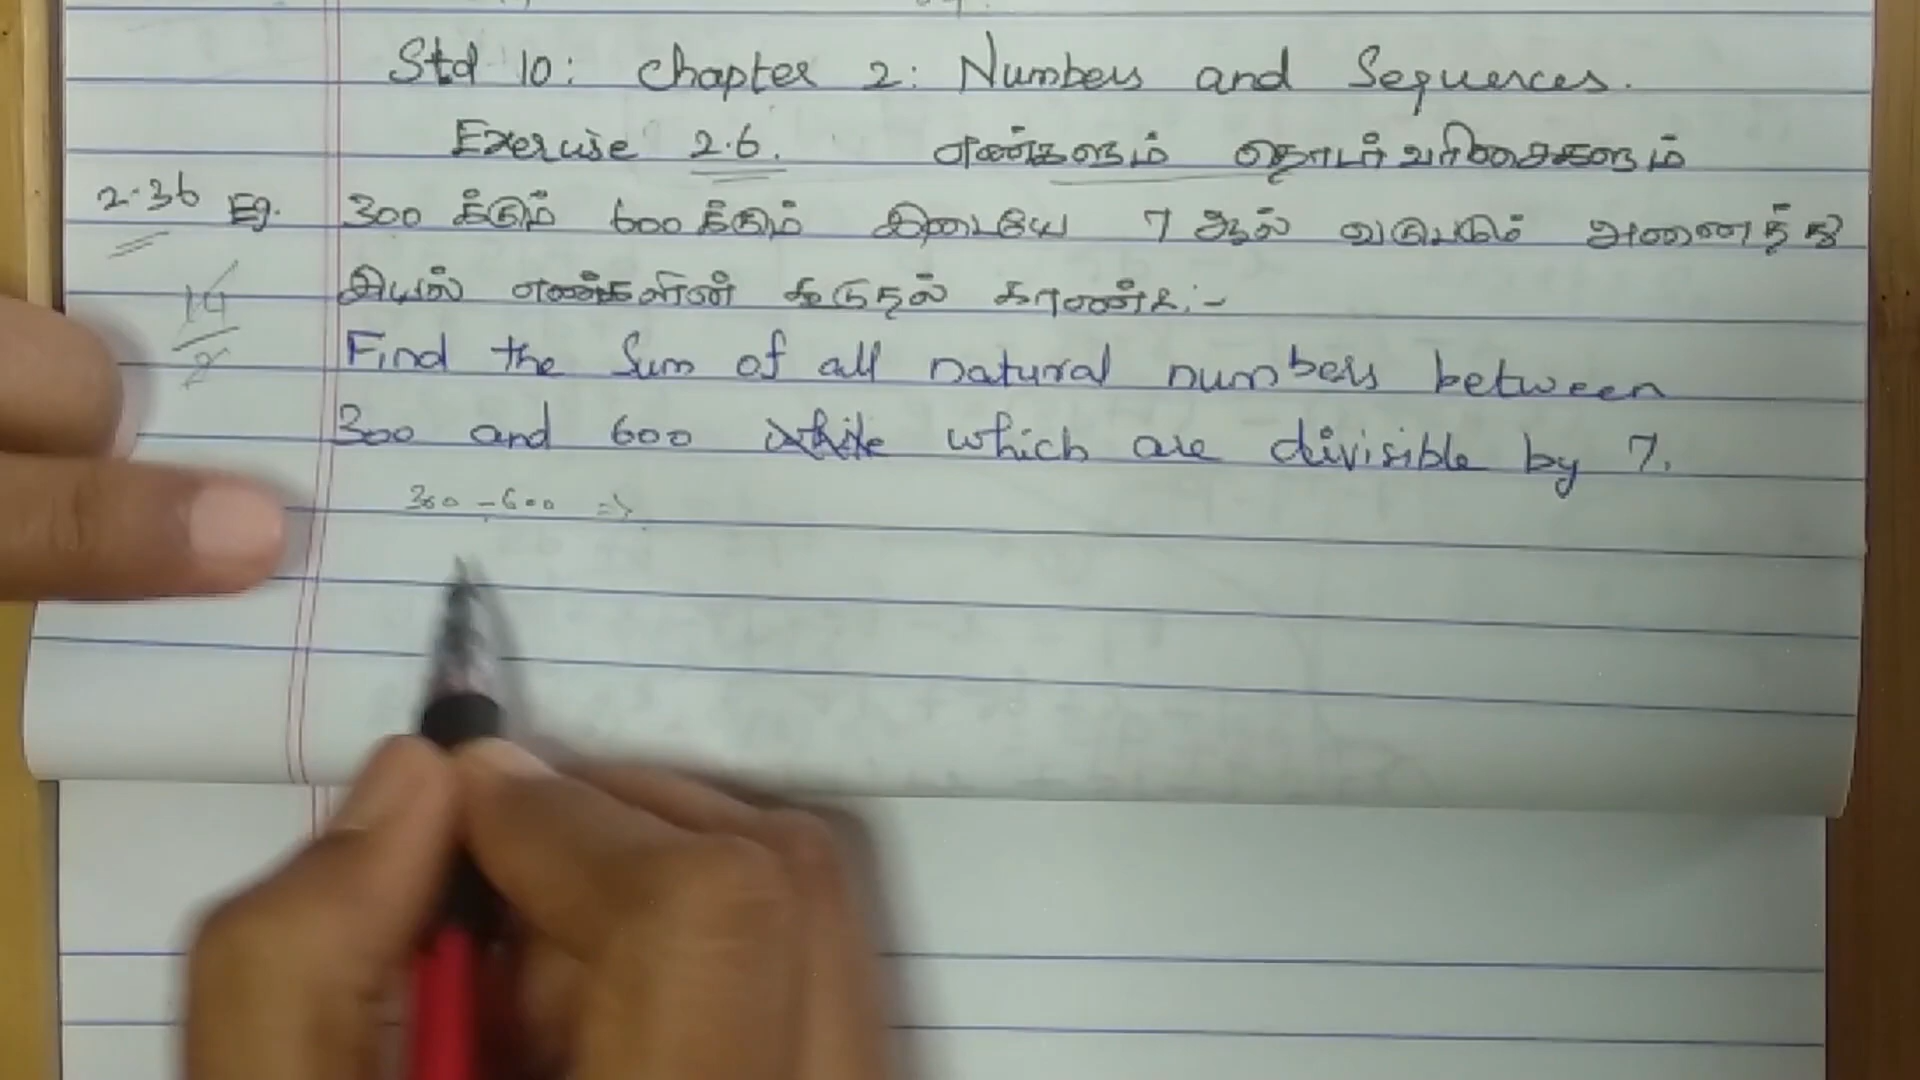 Std 10: Chapter 2: Numbers and Sequences.
Exercise 2.6. எண்களும் தொடர்வரிசைகளும்
2.36 Eg. 300 க்கும் 600க்கும் இடையே 7 ஆல் வகுபடும் அனைத்து
இயல் எண்களின் கூடுதல் காண்க:-
Find the Sum of all natural numbers between
300 and 600 which are divisible by 7.
300 - 600 =>